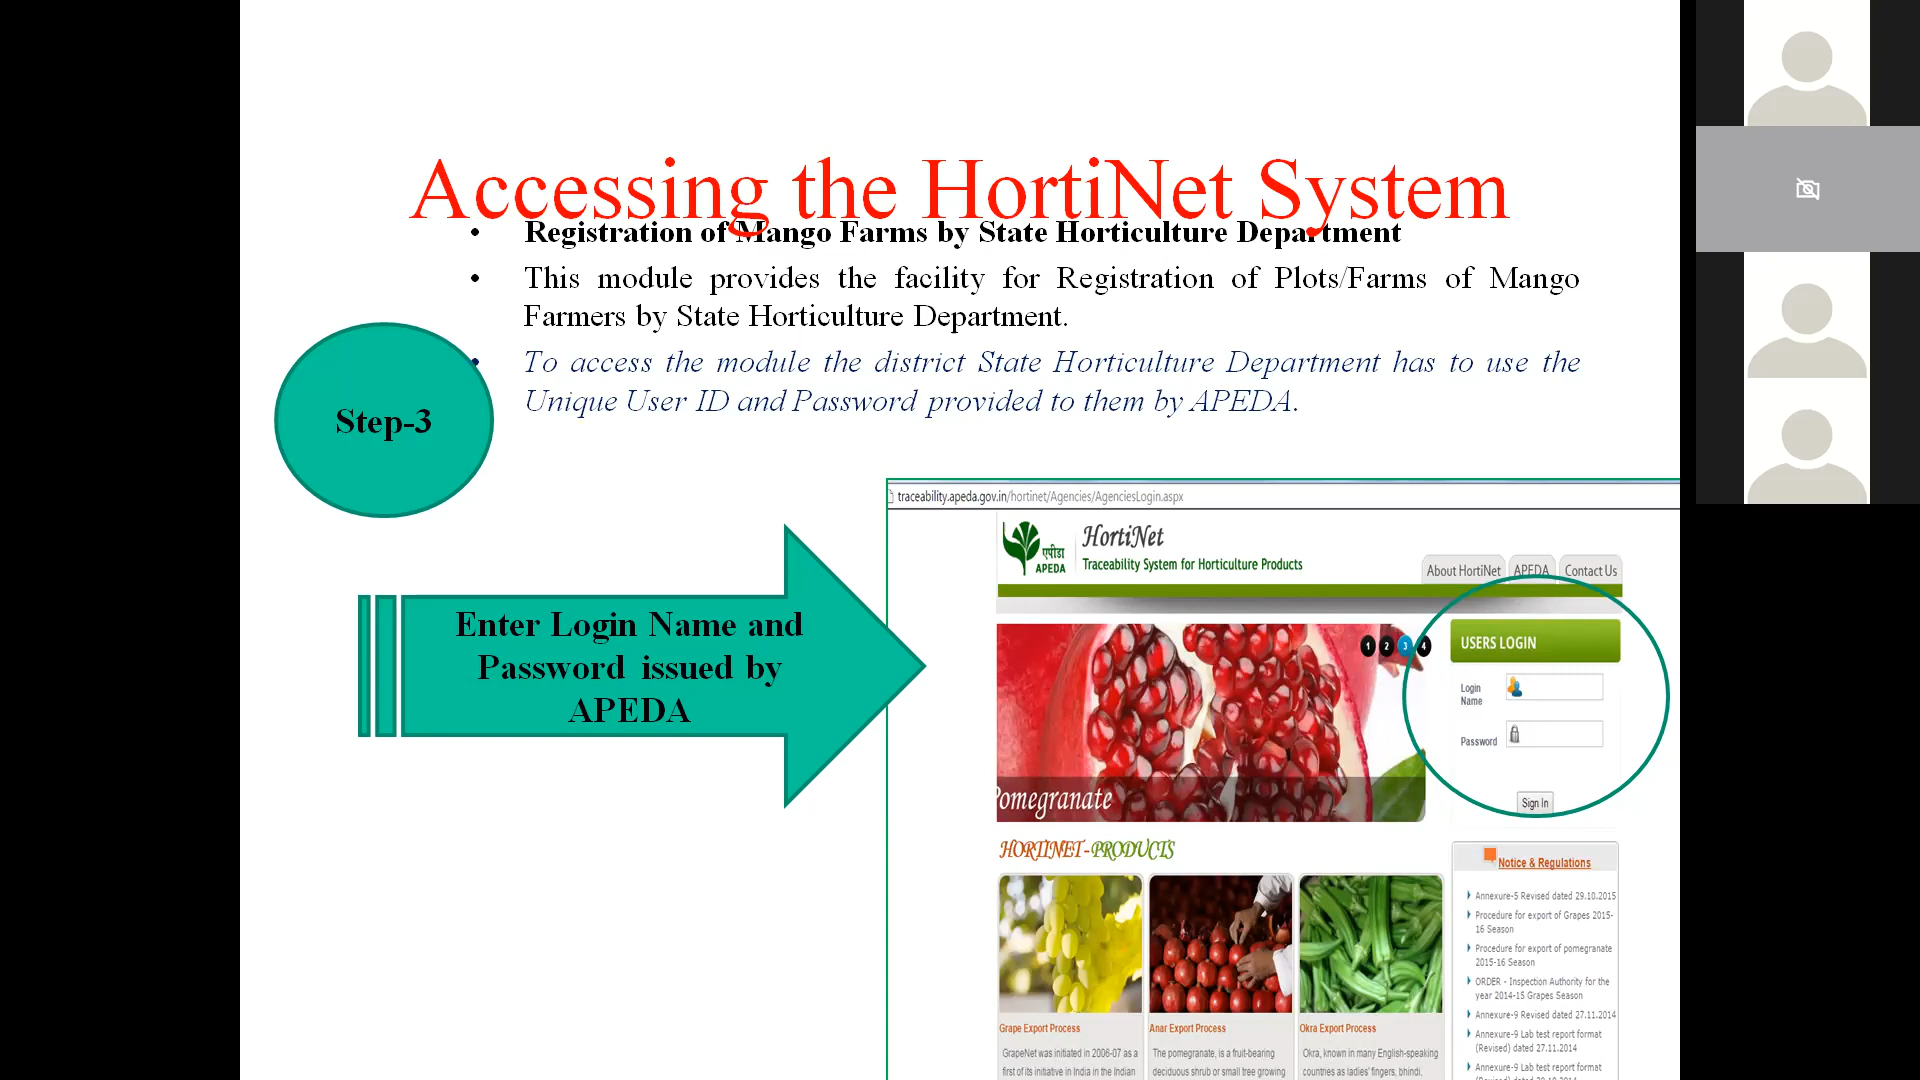 Accessing the HortiNet System
• Registration of Mango Farms by State Horticulture Department
• This module provides the facility for Registration of Plots/Farms of Mango
Farmers by State Horticulture Department.
• To access the module the district State Horticulture Department has to use the
Unique User ID and Password provided to them by APEDA.
Step-3
Enter Login Name and
Password issued by
APEDA
traceability.apeda.gov.in/hortinet/Agencies/AgenciesLogin.aspx
एपीडा
APEDA
HortiNet
Traceability System for Horticulture Products
About HortiNet APEDA Contact Us
1 2 3 4
Pomegranate
USERS LOGIN
Login
Name
Password
Sign In
HORTINET - PRODUCTS
Grape Export Process
GrapeNet was initiated in 2006-07 as a
first of its initiative in India in the Indian
Anar Export Process
The pomegranate, is a fruit-bearing
deciduous shrub or small tree growing
Okra Export Process
Okra, known in many English-speaking
countries as ladies' fingers, bhindi,
Notice & Regulations
Annexure-5 Revised dated 29.10.2015
Procedure for export of Grapes 2015-
16 Season
Procedure for export of pomegranate
2015-16 Season
ORDER - Inspection Authority for the
year 2014-15 Grapes Season
Annexure-9 Revised dated 27.11.2014
Annexure-9 Lab test report format
(Revised) dated 27.11.2014
Annexure-9 Lab test report format